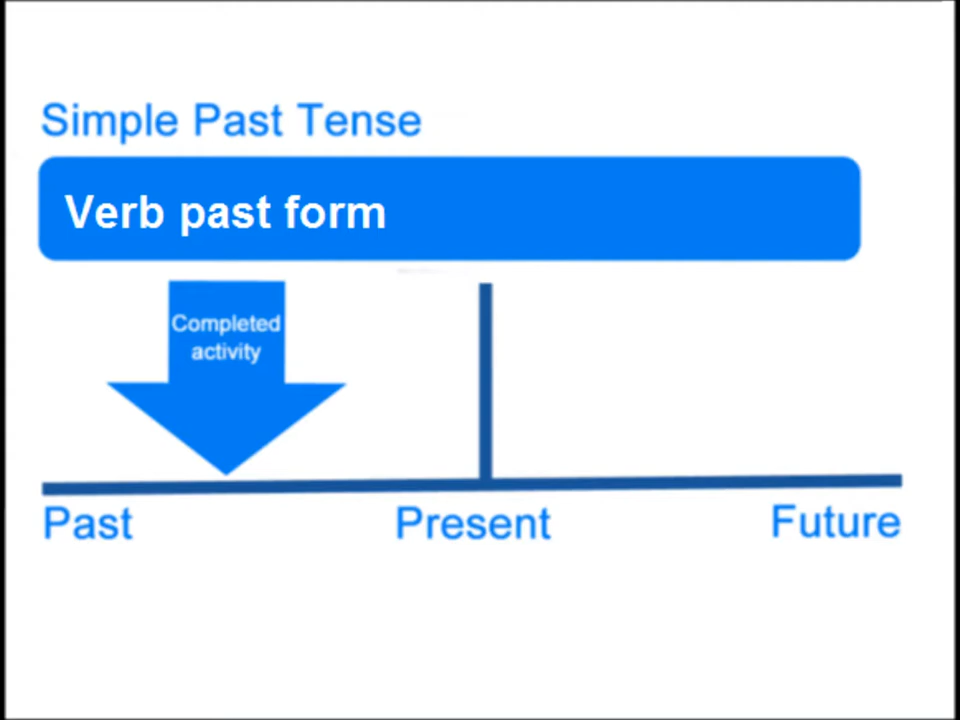 Simple Past Tense
Verb past form
Completed
activity
Past Present Future